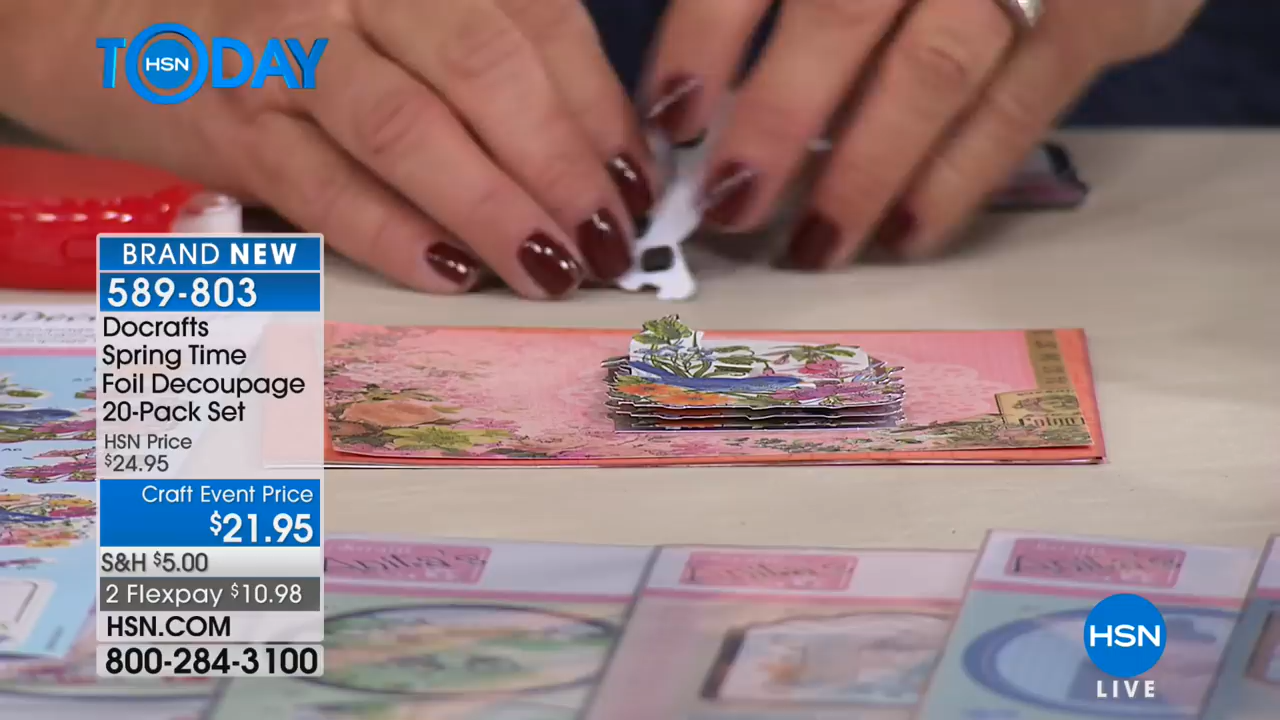 TODAY
HSN
BRAND NEW
589-803
Docrafts
Spring Time
Foil Decoupage
20-Pack Set
HSN Price
$24.95
Craft Event Price
$21.95
S&H $5.00
2 Flexpay $10.98
HSN.COM
800-284-3100
HSN
LIVE